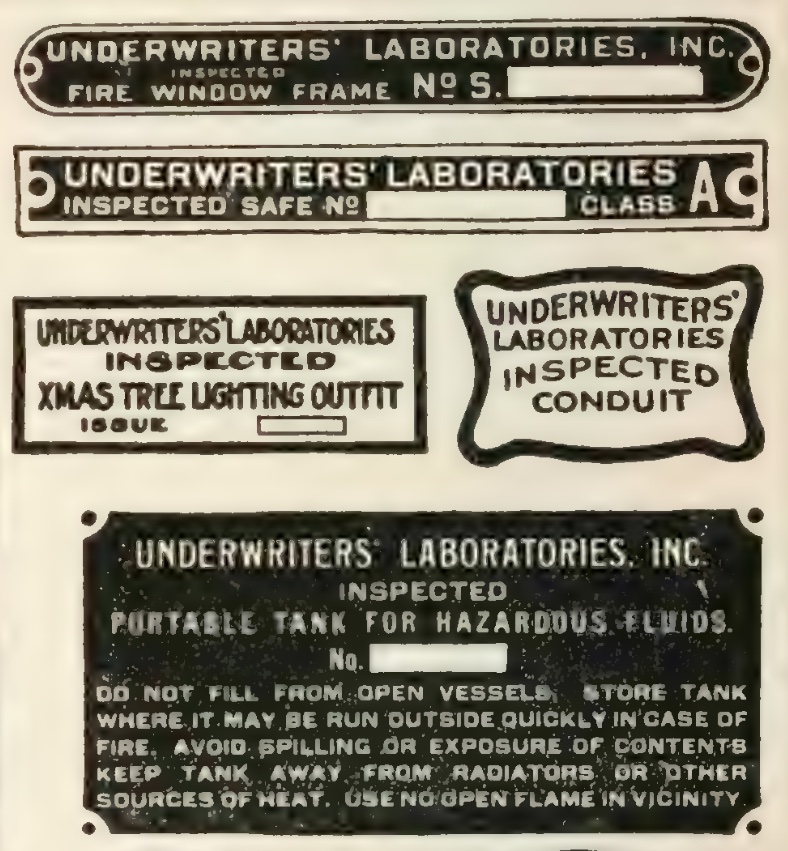 UNDERWRITERS' LABORATORIES, INC.
INSPECTED
FIRE WINDOW FRAME Nº S.
UNDERWRITERS' LABORATORIES
INSPECTED SAFE Nº CLASS A
UNDERWRITERS' LABORATORIES
INSPECTED
XMAS TREE LIGHTING OUTFIT
ISSUE
UNDERWRITERS'
LABORATORIES
INSPECTED
CONDUIT
UNDERWRITERS' LABORATORIES, INC.
INSPECTED
PORTABLE TANK FOR HAZARDOUS FLUIDS.
No.
DO NOT FILL FROM OPEN VESSELS. STORE TANK
WHERE IT MAY BE RUN OUTSIDE QUICKLY IN CASE OF
FIRE. AVOID SPILLING OR EXPOSURE OF CONTENTS
KEEP TANK AWAY FROM RADIATORS OR OTHER
SOURCES OF HEAT. USE NO OPEN FLAME IN VICINITY